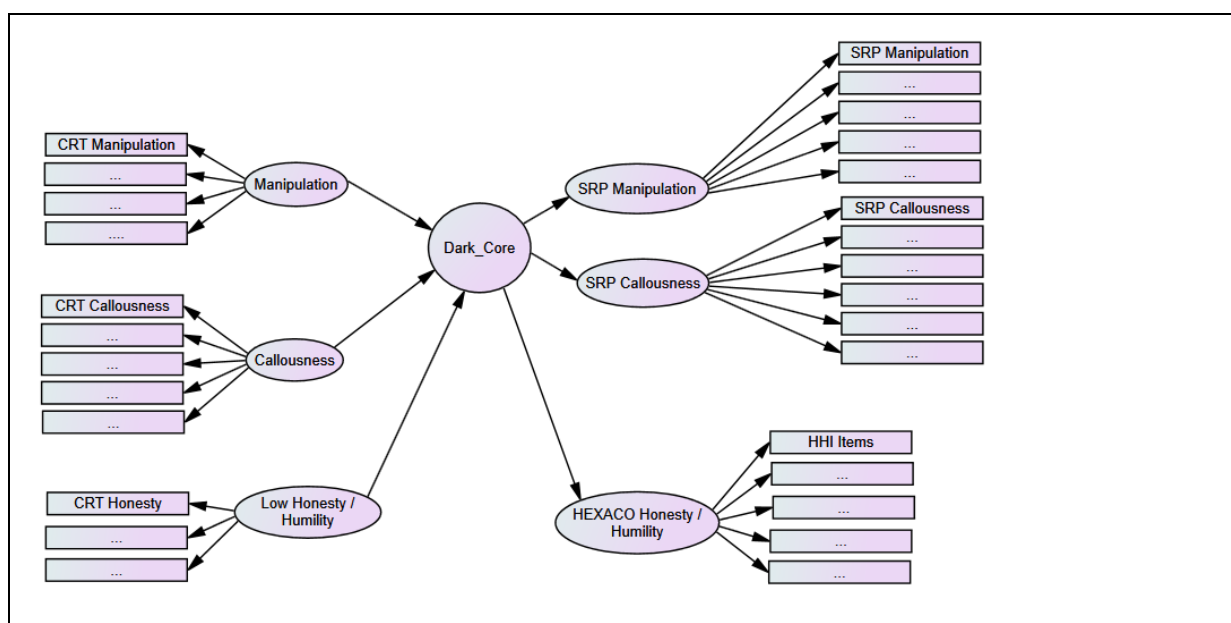 CRT Manipulation
...
...
....
Manipulation
CRT Callousness
...
...
...
...
Callousness
CRT Honesty
...
...
Low Honesty /
Humility
Dark_Core
SRP Manipulation
SRP Callousness
HEXACO Honesty /
Humility
SRP Manipulation
...
...
...
...
SRP Callousness
...
...
...
...
...
HHI Items
...
...
...
...